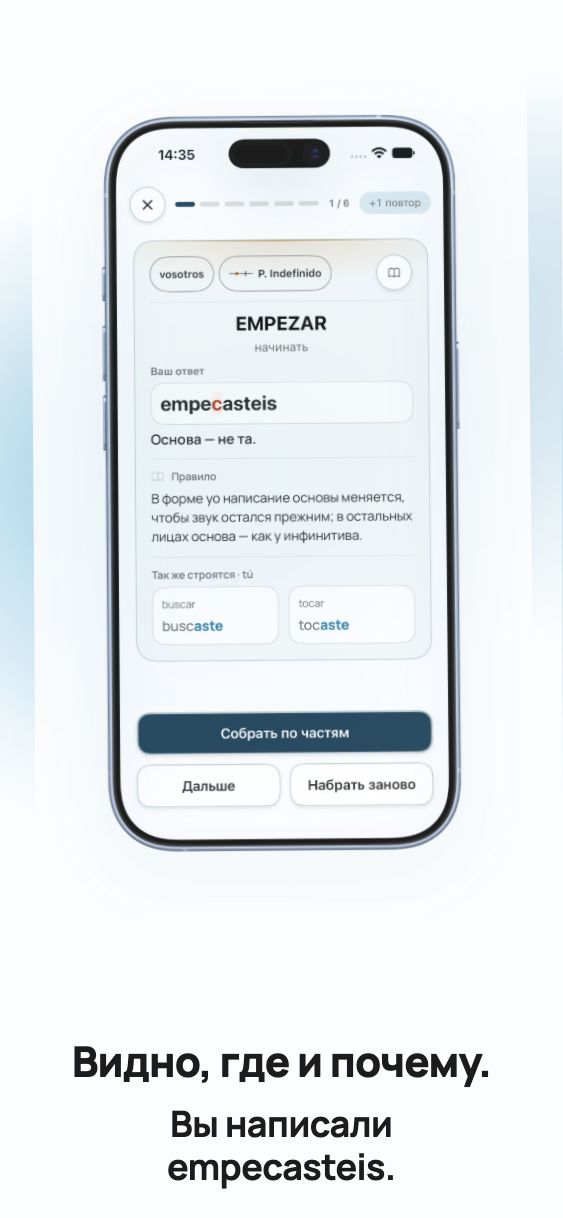 14:35
1 / 6
+1 повтор
vosotros
P. Indefinido
EMPEZAR
начинать
Ваш ответ
empecasteis
Основа — не та.
Правило
В форме yo написание основы меняется,
чтобы звук остался прежним; в остальных
лицах основа — как у инфинитива.
Так же строятся · tú
buscar
tocar
buscaste
tocaste
Собрать по частям
Дальше
Набрать заново
Видно, где и почему.
Вы написали
empecasteis.